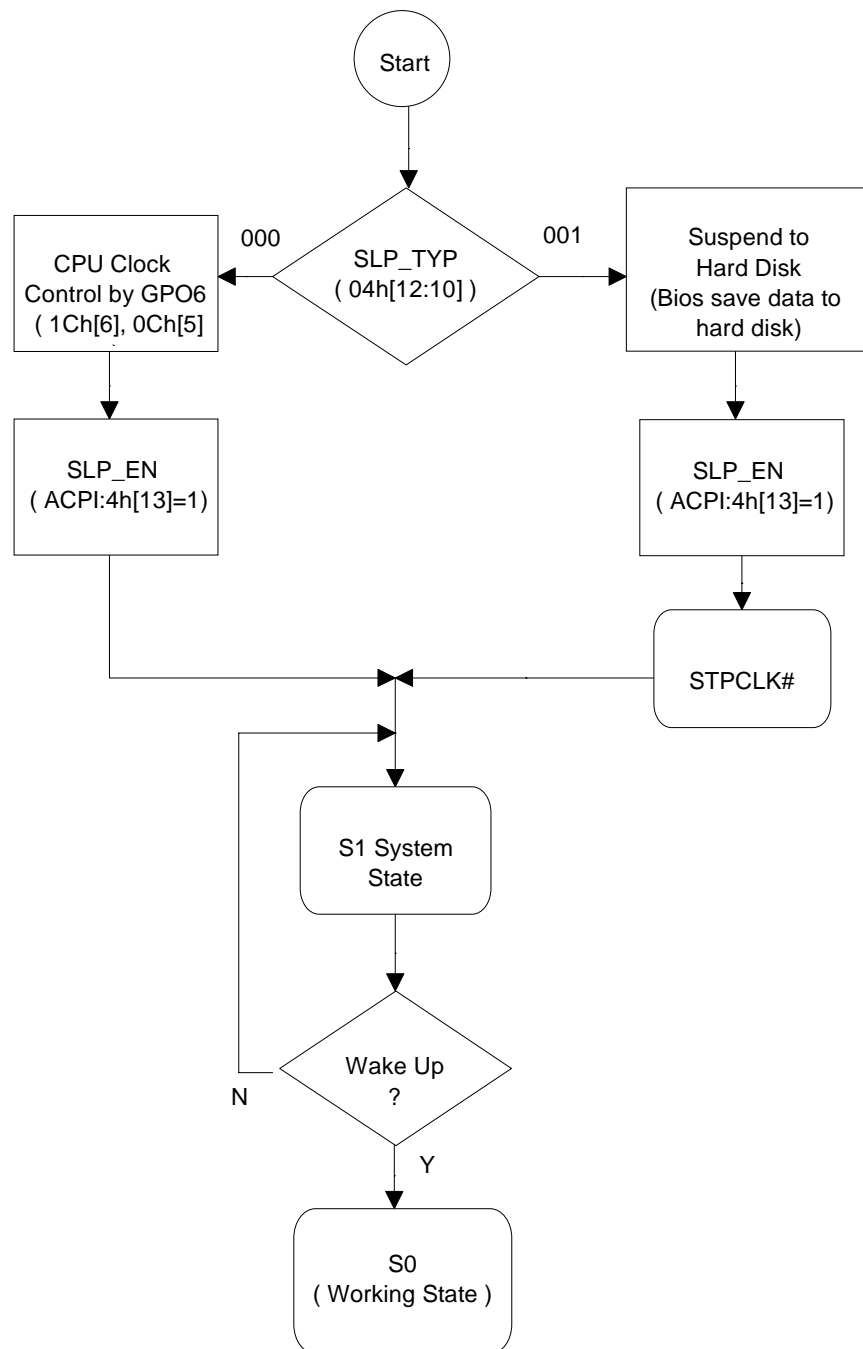 Start
000
SLP_TYP
( 04h[12:10] )
001
CPU Clock
Control by GPO6
( 1Ch[6], 0Ch[5]
Suspend to
Hard Disk
(Bios save data to
hard disk)
SLP_EN
( ACPI:4h[13]=1)
SLP_EN
( ACPI:4h[13]=1)
STPCLK#
S1 System
State
Wake Up
?
N
Y
S0
( Working State )